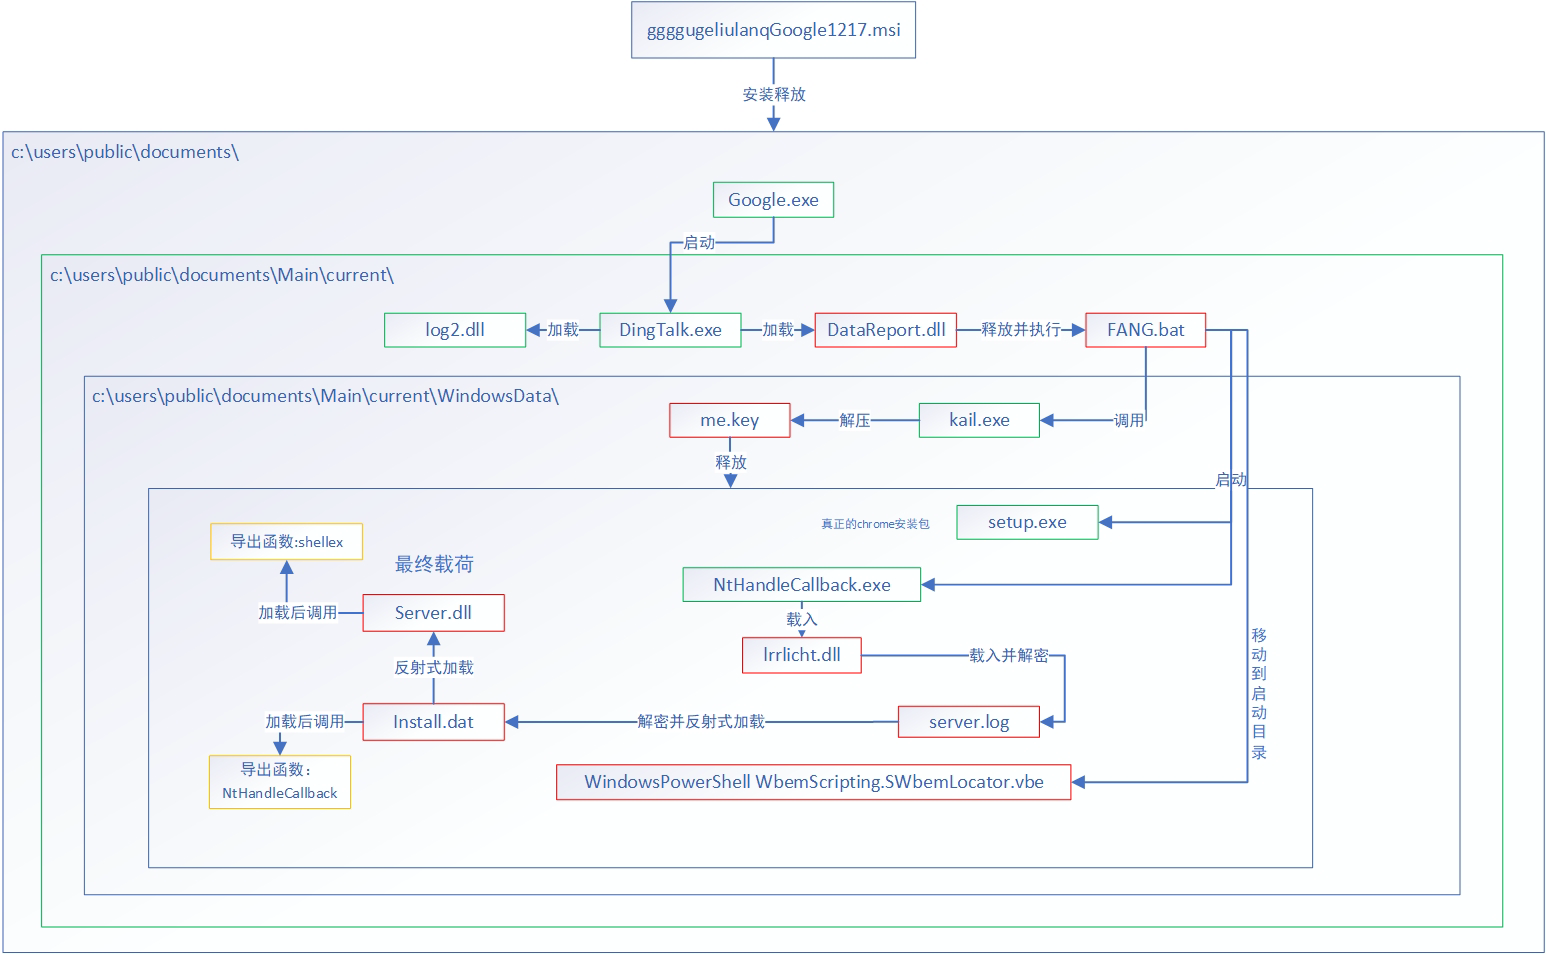 ggggugeliulanqGoogle1217.msi
安装释放
c:\users\public\documents\
Google.exe
启动
c:\users\public\documents\Main\current\
log2.dll
加载
DingTalk.exe
加载
DataReport.dll
释放并执行
FANG.bat
c:\users\public\documents\Main\current\WindowsData\
me.key
解压
kail.exe
调用
释放
启动
真正的chrome安装包
setup.exe
导出函数:shellex
最终载荷
NtHandleCallback.exe
加载后调用
Server.dll
载入
lrrlicht.dll
载入并解密
反射式加载
移动到启动目录
加载后调用
Install.dat
解密并反射式加载
server.log
导出函数：
NtHandleCallback
WindowsPowerShell WbemScripting.SWbemLocator.vbe